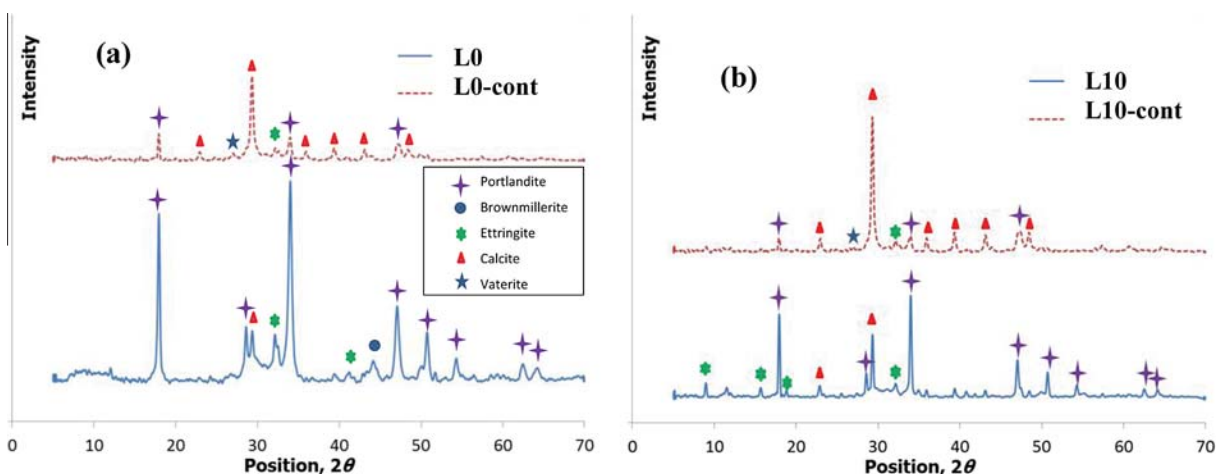 (a)
L0
L0-cont
Intensity
Portlandite
Brownmillerite
Ettringite
Calcite
Vaterite
0 10 20 30 40 50 60 70
Position, 2θ
(b)
L10
L10-cont
Intensity
0 10 20 30 40 50 60 70
Position, 2θ